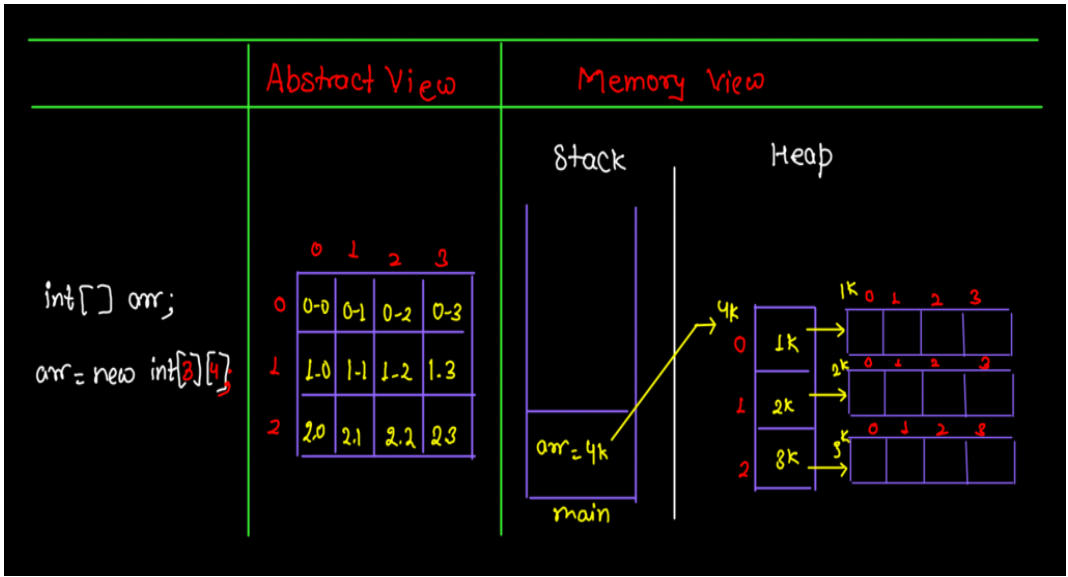 Abstract View
Memory View
Stack
Heap
int[] arr;
arr = new int[3][4];
0 1 2 3
0 0-0 0-1 0-2 0-3
1 1-0 1-1 1-2 1.3
2 2.0 2.1 2.2 23
arr = 4k
main
4k
0 1K
1 2K
2 3K
1K 0 1 2 3
2K 0 1 2 3
3K 0 1 2 3